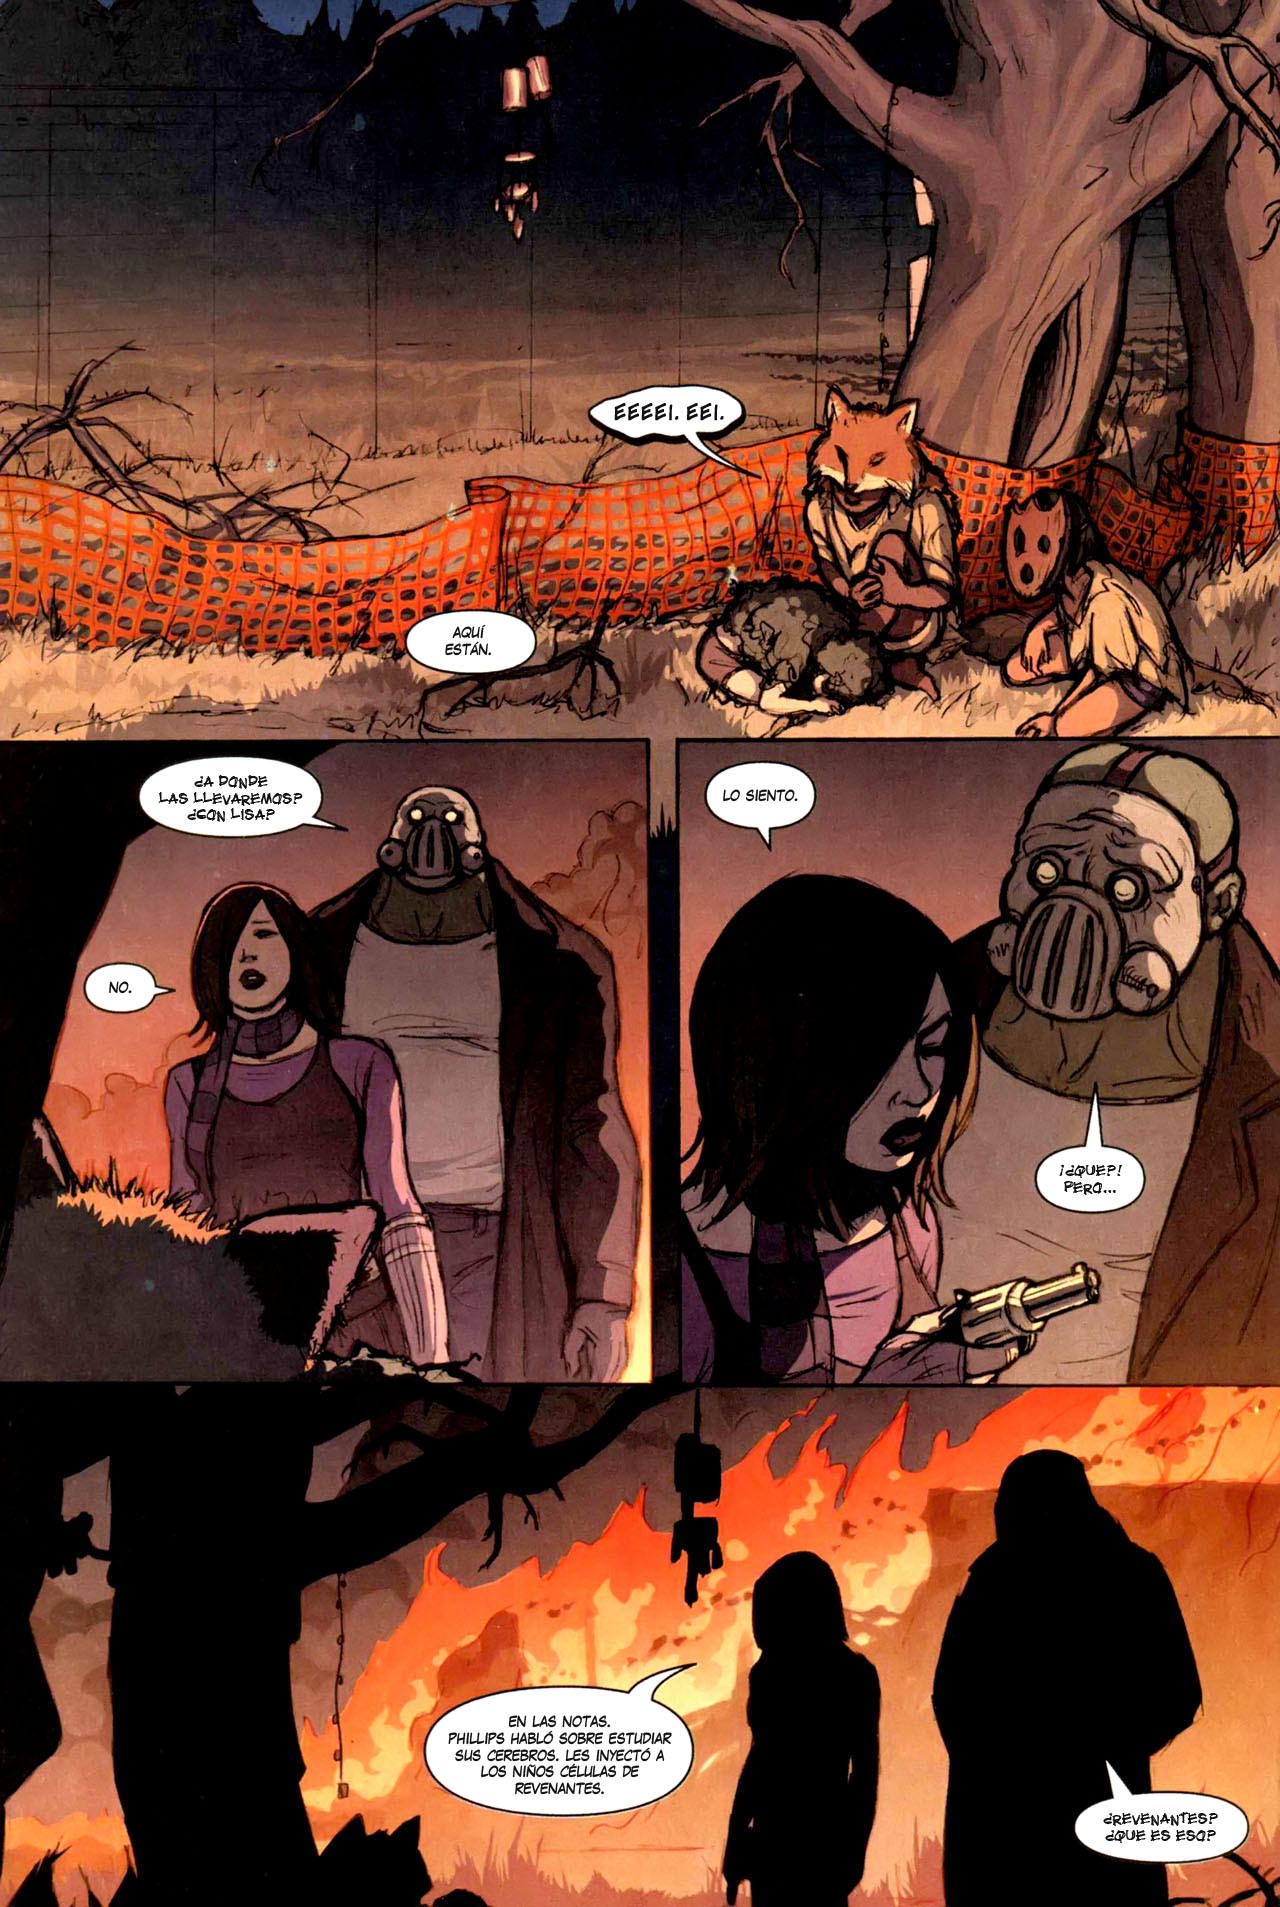 EEEEI. EEI.
AQUÍ
ESTÁN.
¿A DONDE
LAS LLEVAREMOS?
¿CON LISA?
NO.
LO SIENTO.
¡¿QUE?!
PERO...
EN LAS NOTAS.
PHILLIPS HABLÓ SOBRE ESTUDIAR
SUS CEREBROS. LES INYECTÓ A
LOS NIÑOS CÉLULAS DE
REVENANTES.
¿REVENANTES?
¿QUE ES ESO?